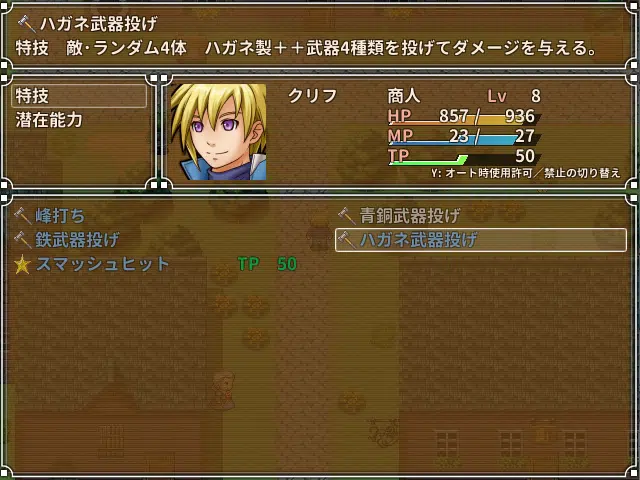 ハガネ武器投げ
特技　敵･ランダム4体　ハガネ製＋＋武器4種類を投げてダメージを与える。
特技
潜在能力
クリフ　商人　Lv 8
HP 857/ 936
MP 23/ 27
TP 50
Y: オート時使用許可／禁止の切り替え
峰打ち　青銅武器投げ
鉄武器投げ　ハガネ武器投げ
スマッシュヒット　TP 50